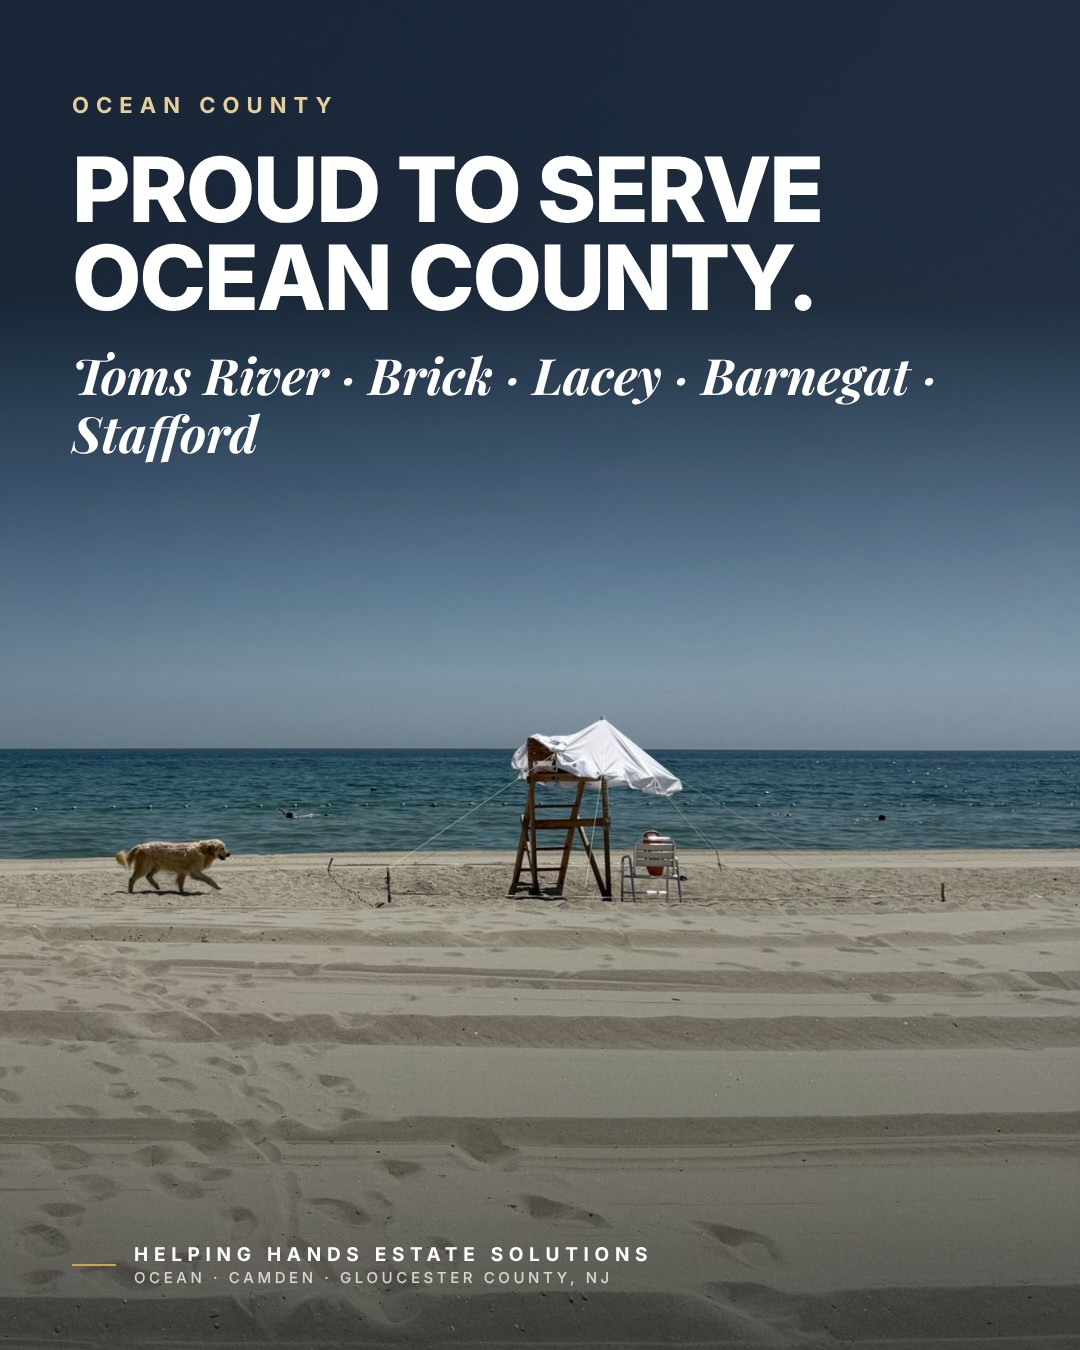 OCEAN COUNTY
PROUD TO SERVE
OCEAN COUNTY.
Toms River · Brick · Lacey · Barnegat ·
Stafford
HELPING HANDS ESTATE SOLUTIONS
OCEAN · CAMDEN · GLOUCESTER COUNTY, NJ